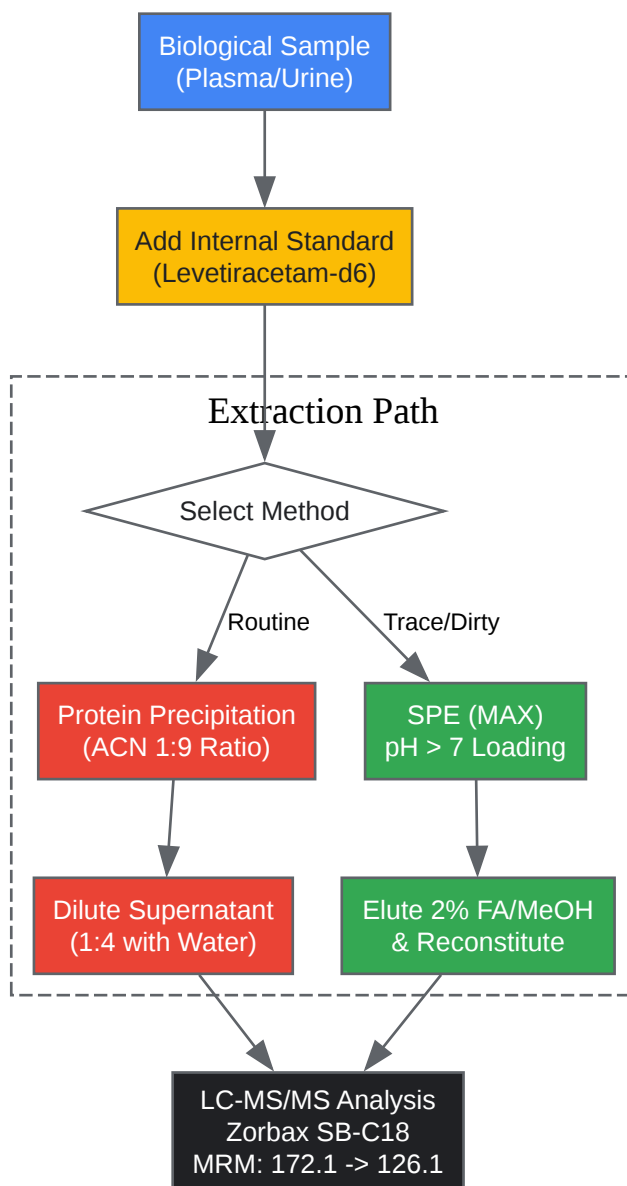 Biological Sample
(Plasma/Urine)
Add Internal Standard
(Levetiracetam-d6)
Extraction Path
Select Method
Routine
Trace/Dirty
Protein Precipitation
(ACN 1:9 Ratio)
SPE (MAX)
pH > 7 Loading
Dilute Supernatant
(1:4 with Water)
Elute 2% FA/MeOH
& Reconstitute
LC-MS/MS Analysis
Zorbax SB-C18
MRM: 172.1 -> 126.1